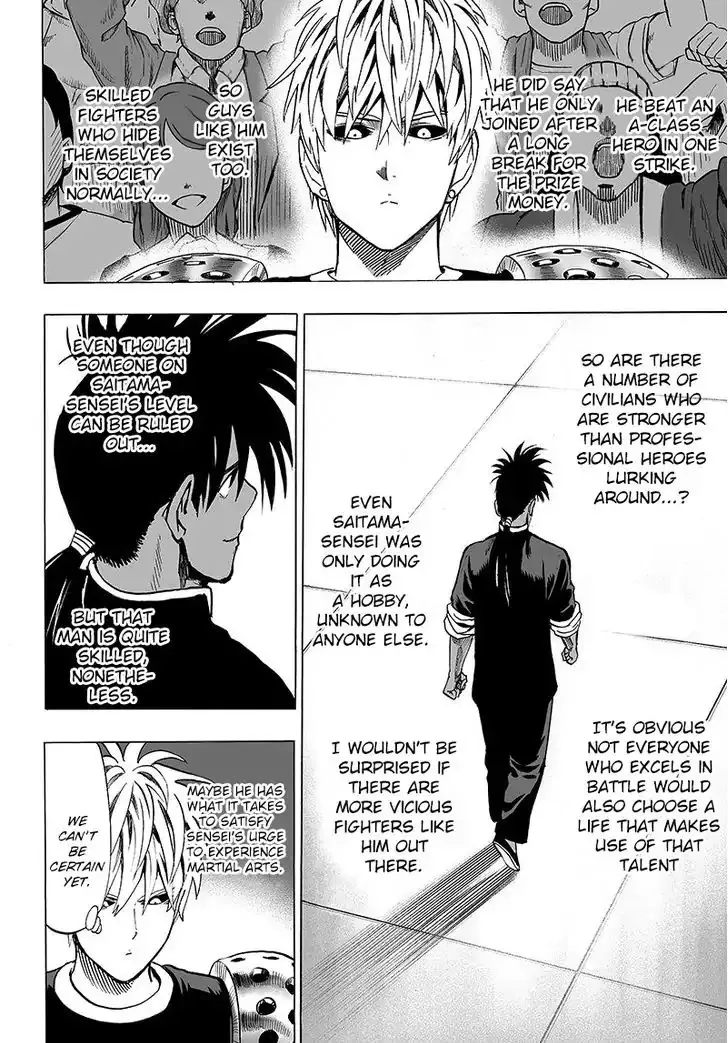 HE BEAT AN
A-CLASS
HERO IN ONE
STRIKE.
HE DID SAY
THAT HE ONLY
JOINED AFTER
A LONG
BREAK FOR
THE PRIZE
MONEY.
SO
GUYS
LIKE HIM
EXIST
TOO.
SKILLED
FIGHTERS
WHO HIDE
THEMSELVES
IN SOCIETY
NORMALLY...
SO ARE THERE
A NUMBER OF
CIVILIANS WHO
ARE STRONGER
THAN PROFES-
SIONAL HEROES
LURKING
AROUND...?
EVEN
SAITAMA-
SENSEI WAS
ONLY DOING
IT AS
A HOBBY,
UNKNOWN TO
ANYONE ELSE.
IT'S OBVIOUS
NOT EVERYONE
WHO EXCELS IN
BATTLE WOULD
ALSO CHOOSE A
LIFE THAT MAKES
USE OF THAT
TALENT
I WOULDN'T BE
SURPRISED IF
THERE ARE
MORE VICIOUS
FIGHTERS LIKE
HIM OUT
THERE.
EVEN THOUGH
SOMEONE ON
SAITAMA-
SENSEI'S LEVEL
CAN BE RULED
OUT...
BUT THAT
MAN IS QUITE
SKILLED,
NONETHE-
LESS.
MAYBE HE HAS
WHAT IT TAKES
TO SATISFY
SENSEI'S URGE
TO EXPERIENCE
MARTIAL ARTS.
WE
CAN'T
BE
CERTAIN
YET.